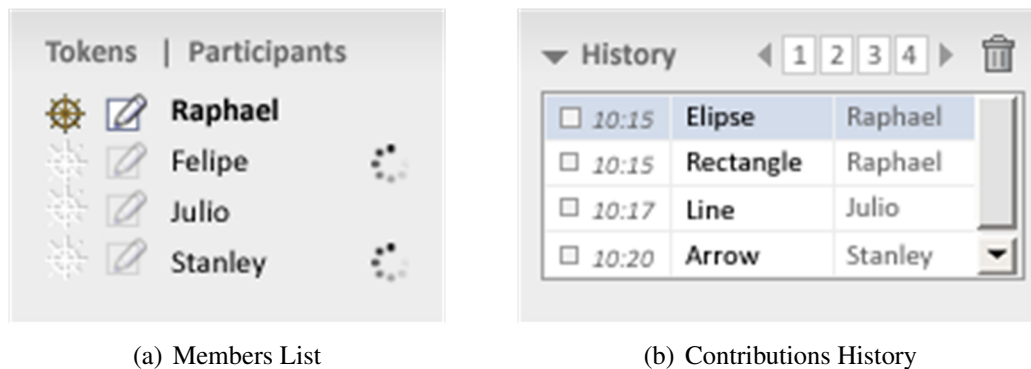 Tokens | Participants
Raphael
Felipe
Julio
Stanley
History 1 2 3 4
10:15 Elipse Raphael
10:15 Rectangle Raphael
10:17 Line Julio
10:20 Arrow Stanley
(a) Members List
(b) Contributions History